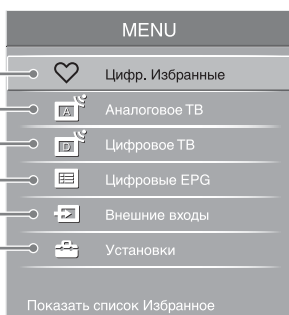 MENU
Цифр. Избранные
A
Аналоговое ТВ
D
Цифровое ТВ
Цифровые EPG
Внешние входы
Установки
Показать список Избранное